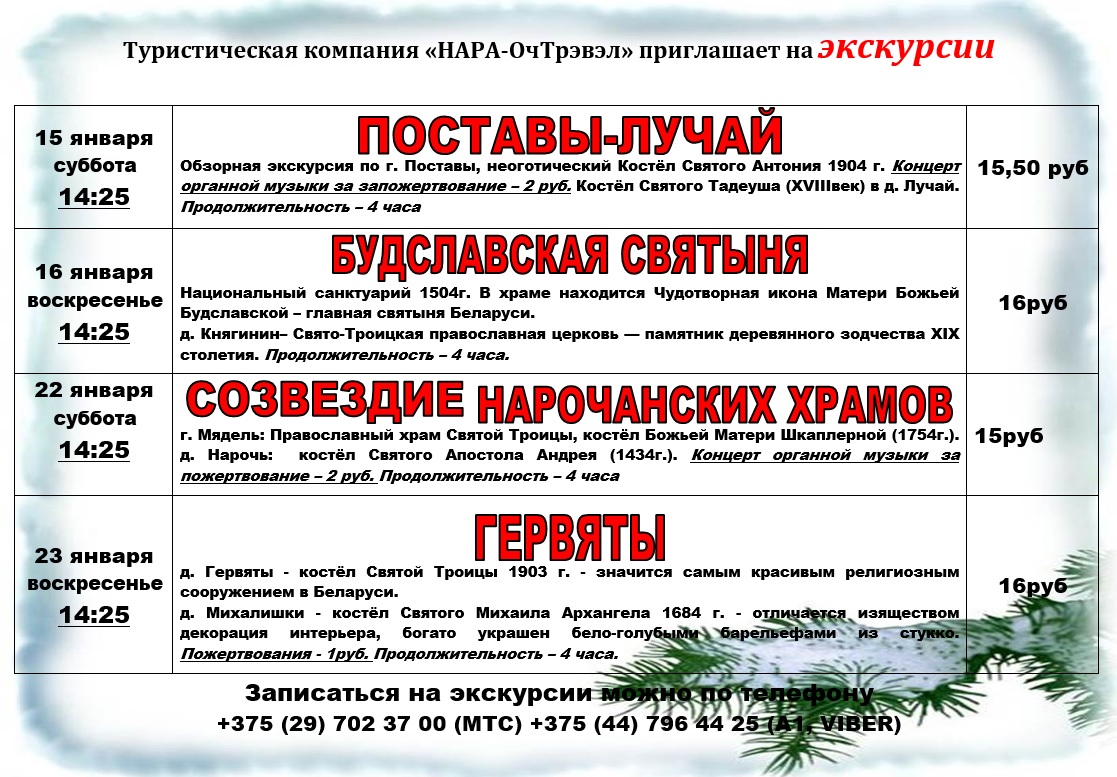 Туристическая компания «НАРА-ОчТрэвэл» приглашает на экскурсии
15 января
суббота
14:25
ПОСТАВЫ-ЛУЧАЙ
Обзорная экскурсия по г. Поставы, неоготический Костёл Святого Антония 1904 г. Концерт
органной музыки за запожертвование – 2 руб. Костёл Святого Тадеуша (XVIIIвек) в д. Лучай.
Продолжительность – 4 часа
15,50 руб
16 января
воскресенье
14:25
БУДСЛАВСКАЯ СВЯТЫНЯ
Национальный санктуарий 1504г. В храме находится Чудотворная икона Матери Божьей
Будславской – главная святыня Беларуси.
д. Княгинин– Свято-Троицкая православная церковь — памятник деревянного зодчества XIX
столетия. Продолжительность – 4 часа.
16руб
22 января
суббота
14:25
СОЗВЕЗДИЕ НАРОЧАНСКИХ ХРАМОВ
г. Мядель: Православный храм Святой Троицы, костёл Божьей Матери Шкаплерной (1754г.).
д. Нарочь: костёл Святого Апостола Андрея (1434г.). Концерт органной музыки за
пожертвование – 2 руб. Продолжительность – 4 часа
15руб
23 января
воскресенье
14:25
ГЕРВЯТЫ
д. Гервяты - костёл Святой Троицы 1903 г. - значится самым красивым религиозным
сооружением в Беларуси.
д. Михалишки - костёл Святого Михаила Архангела 1684 г. - отличается изяществом
декорация интерьера, богато украшен бело-голубыми барельефами из стукко.
Пожертвования - 1руб. Продолжительность – 4 часа.
16руб
Записаться на экскурсии можно по телефону
+375 (29) 702 37 00 (МТС) +375 (44) 796 44 25 (А1, VIBER)